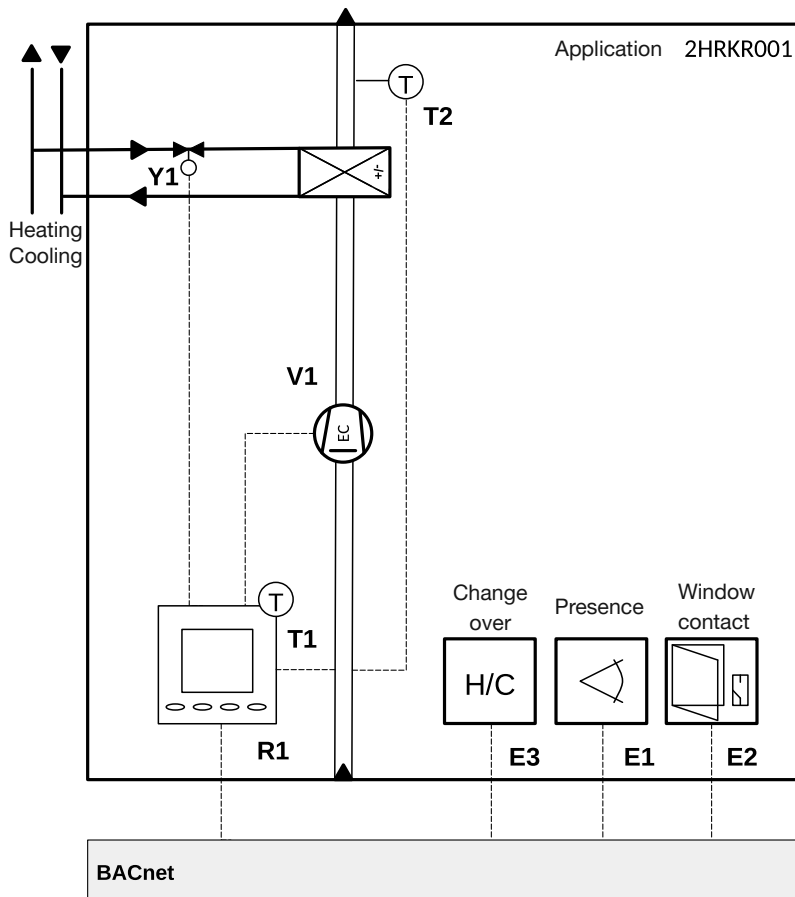 Application 2HRKR001
T
T2
Y1
+/-
Heating
Cooling
V1
EC
T
T1
Change
over
Presence
Window
contact
H/C
R1
E3
E1
E2
BACnet